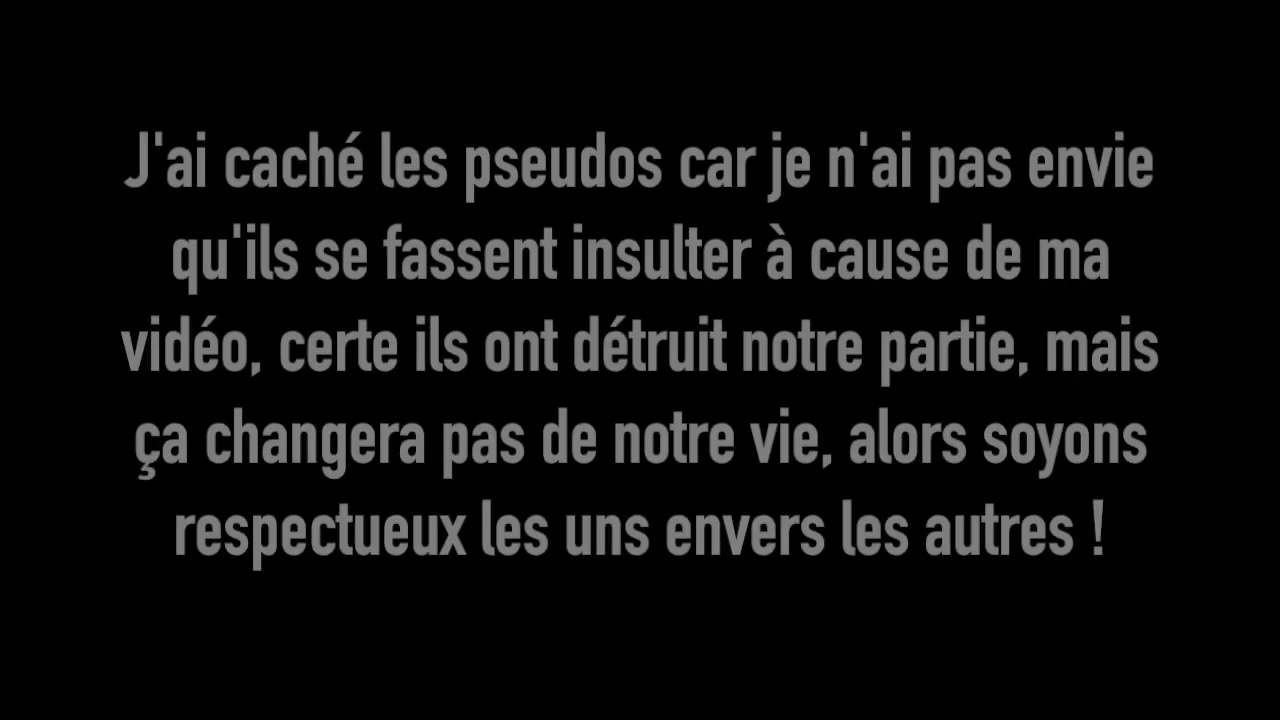 J'ai caché les pseudos car je n'ai pas envie
qu'ils se fassent insulter à cause de ma
vidéo, certe ils ont détruit notre partie, mais
ça changera pas de notre vie, alors soyons
respectueux les uns envers les autres !